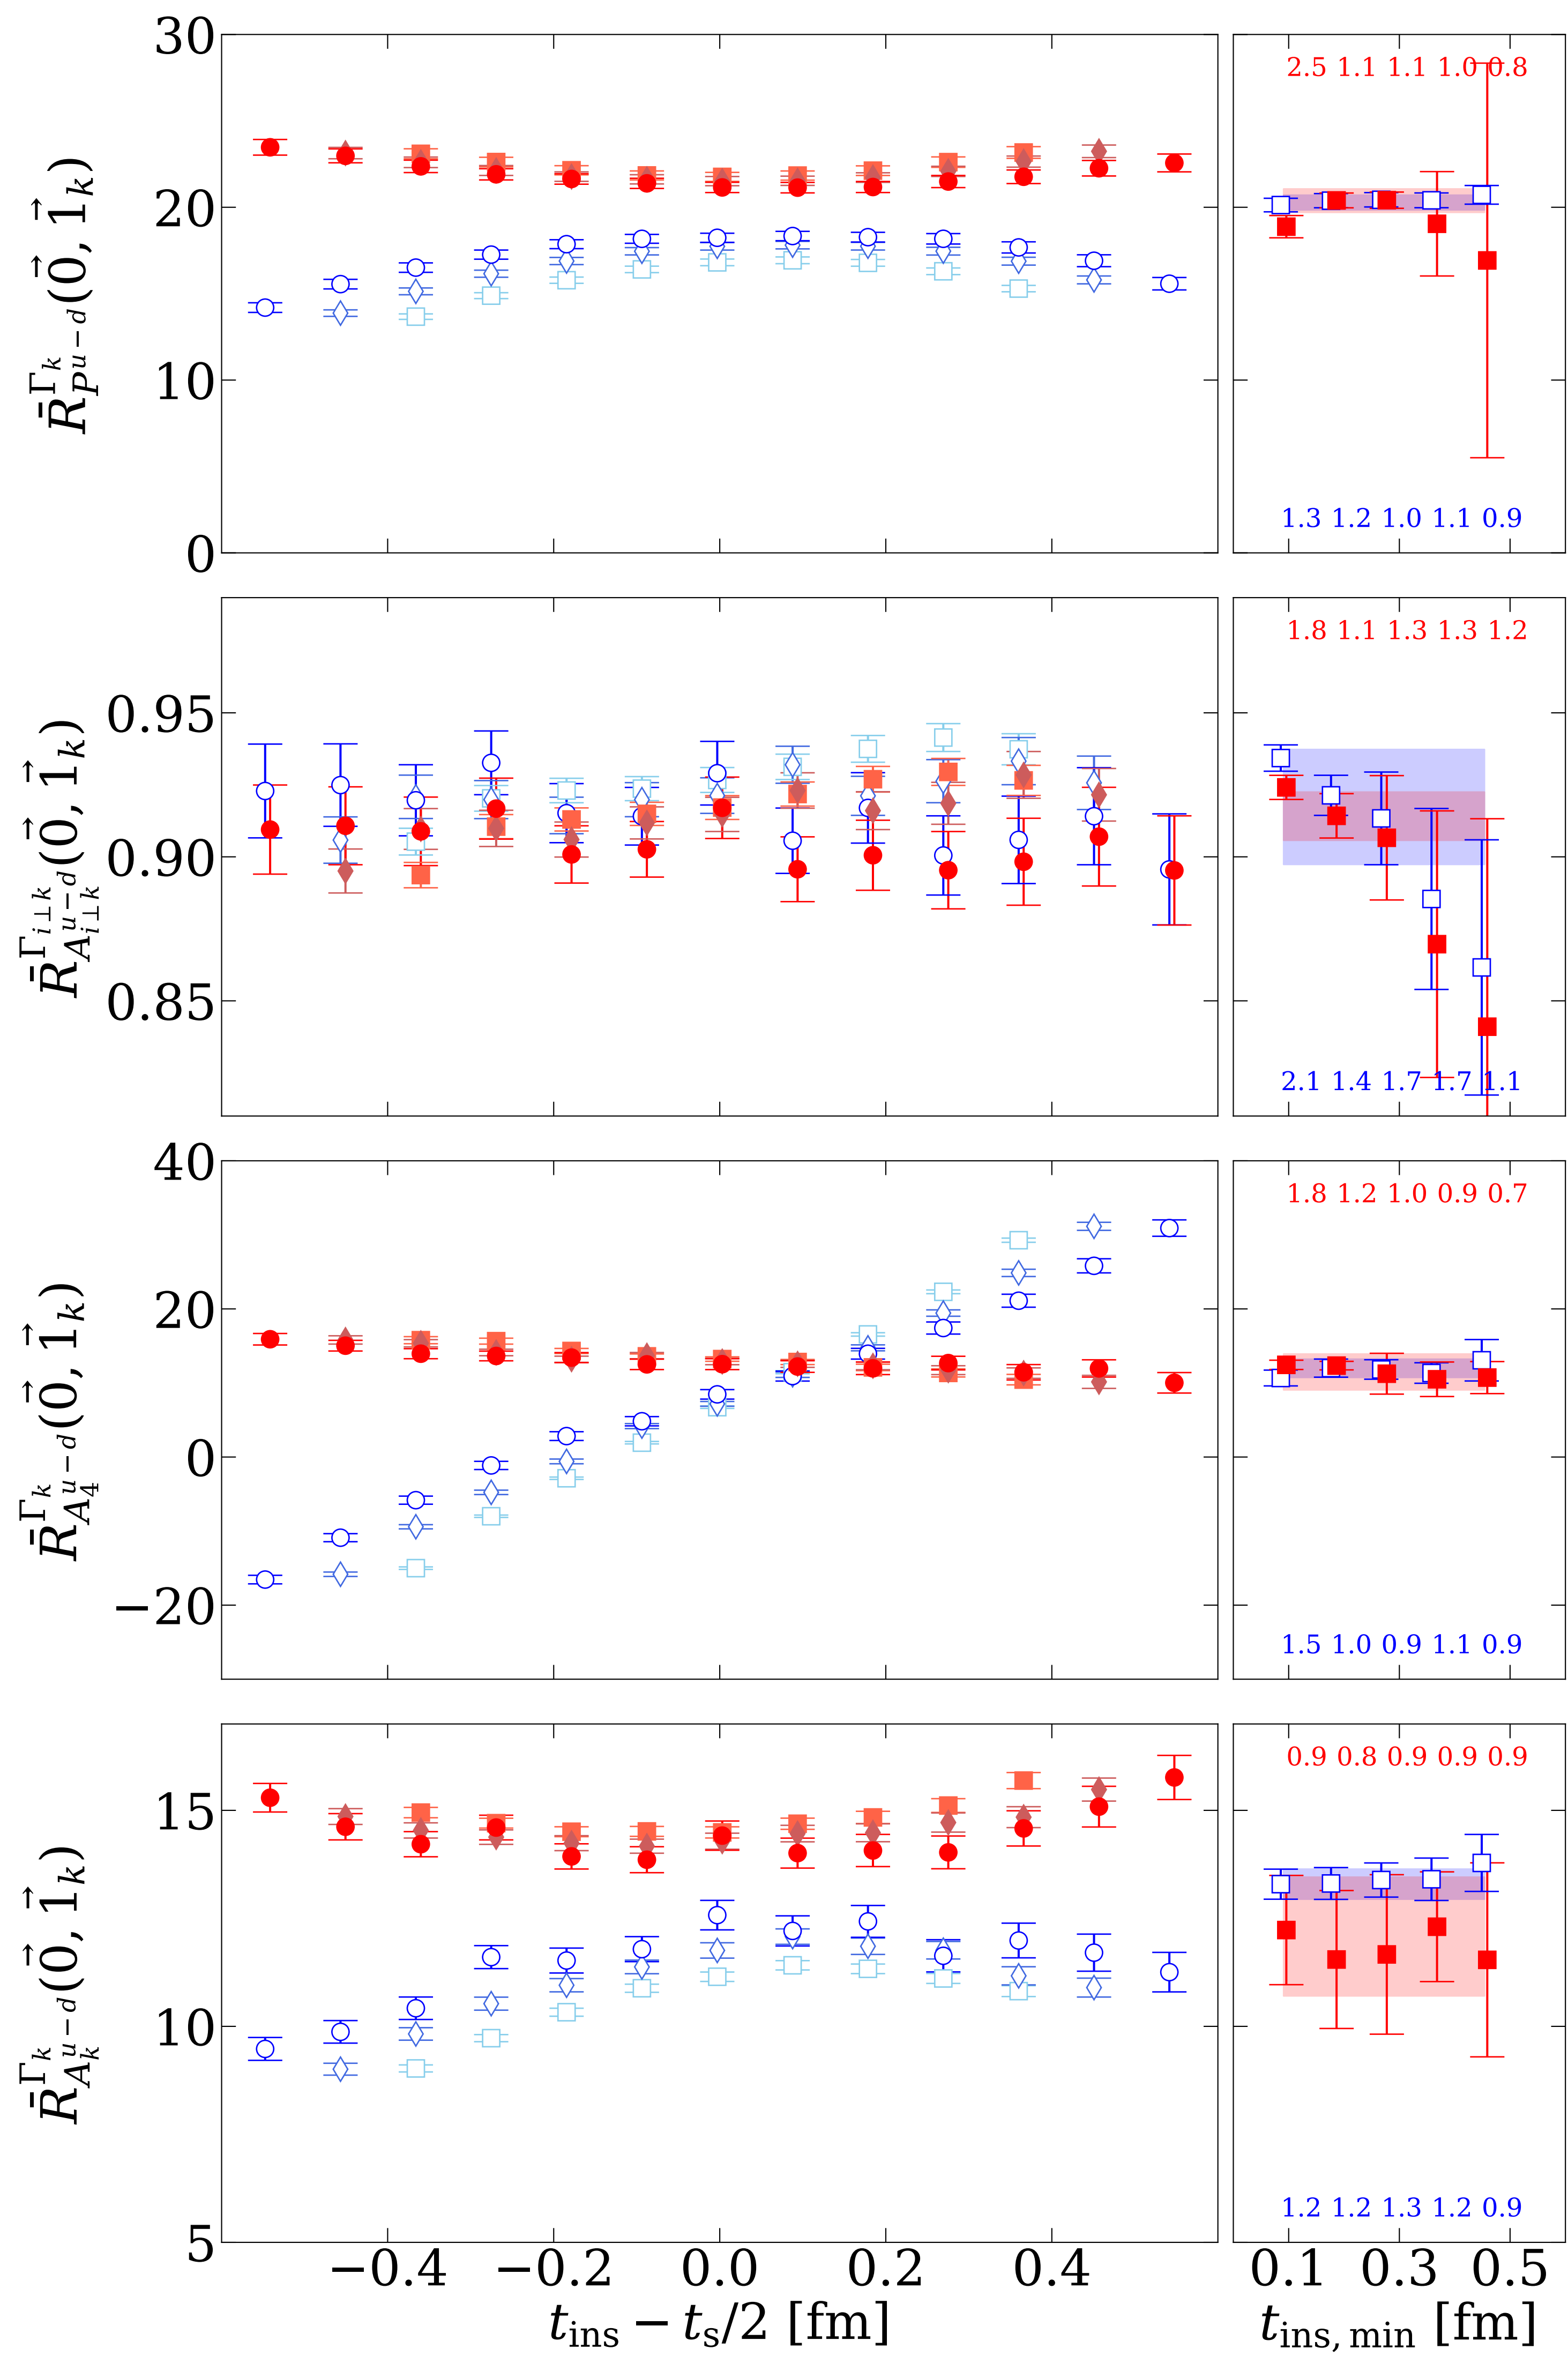 30
20
10
0
R̄^{Γ_k}_{P^{u−d}}(0⃗, 1⃗_k)
2.5 1.1 1.1 1.0 0.8
1.3 1.2 1.0 1.1 0.9
0.95
0.90
0.85
R̄^{Γ_{i⊥k}}_{A^{u−d}_{i⊥k}}(0⃗, 1⃗_k)
1.8 1.1 1.3 1.3 1.2
2.1 1.4 1.7 1.7 1.1
40
20
0
−20
R̄^{Γ_k}_{A^{u−d}_4}(0⃗, 1⃗_k)
1.8 1.2 1.0 0.9 0.7
1.5 1.0 0.9 1.1 0.9
15
10
5
R̄^{Γ_k}_{A^{u−d}_k}(0⃗, 1⃗_k)
0.9 0.8 0.9 0.9 0.9
1.2 1.2 1.3 1.2 0.9
−0.4 −0.2 0.0 0.2 0.4
t_{ins} − t_s/2 [fm]
0.1 0.3 0.5
t_{ins, min} [fm]